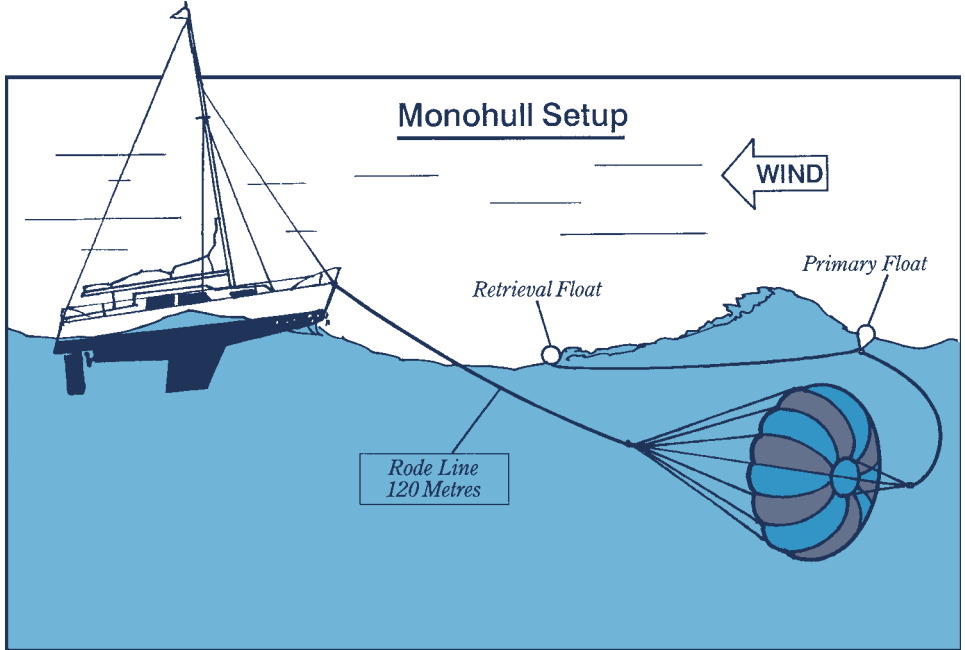 Monohull Setup
WIND
Primary Float
Retrieval Float
Rode Line
120 Metres